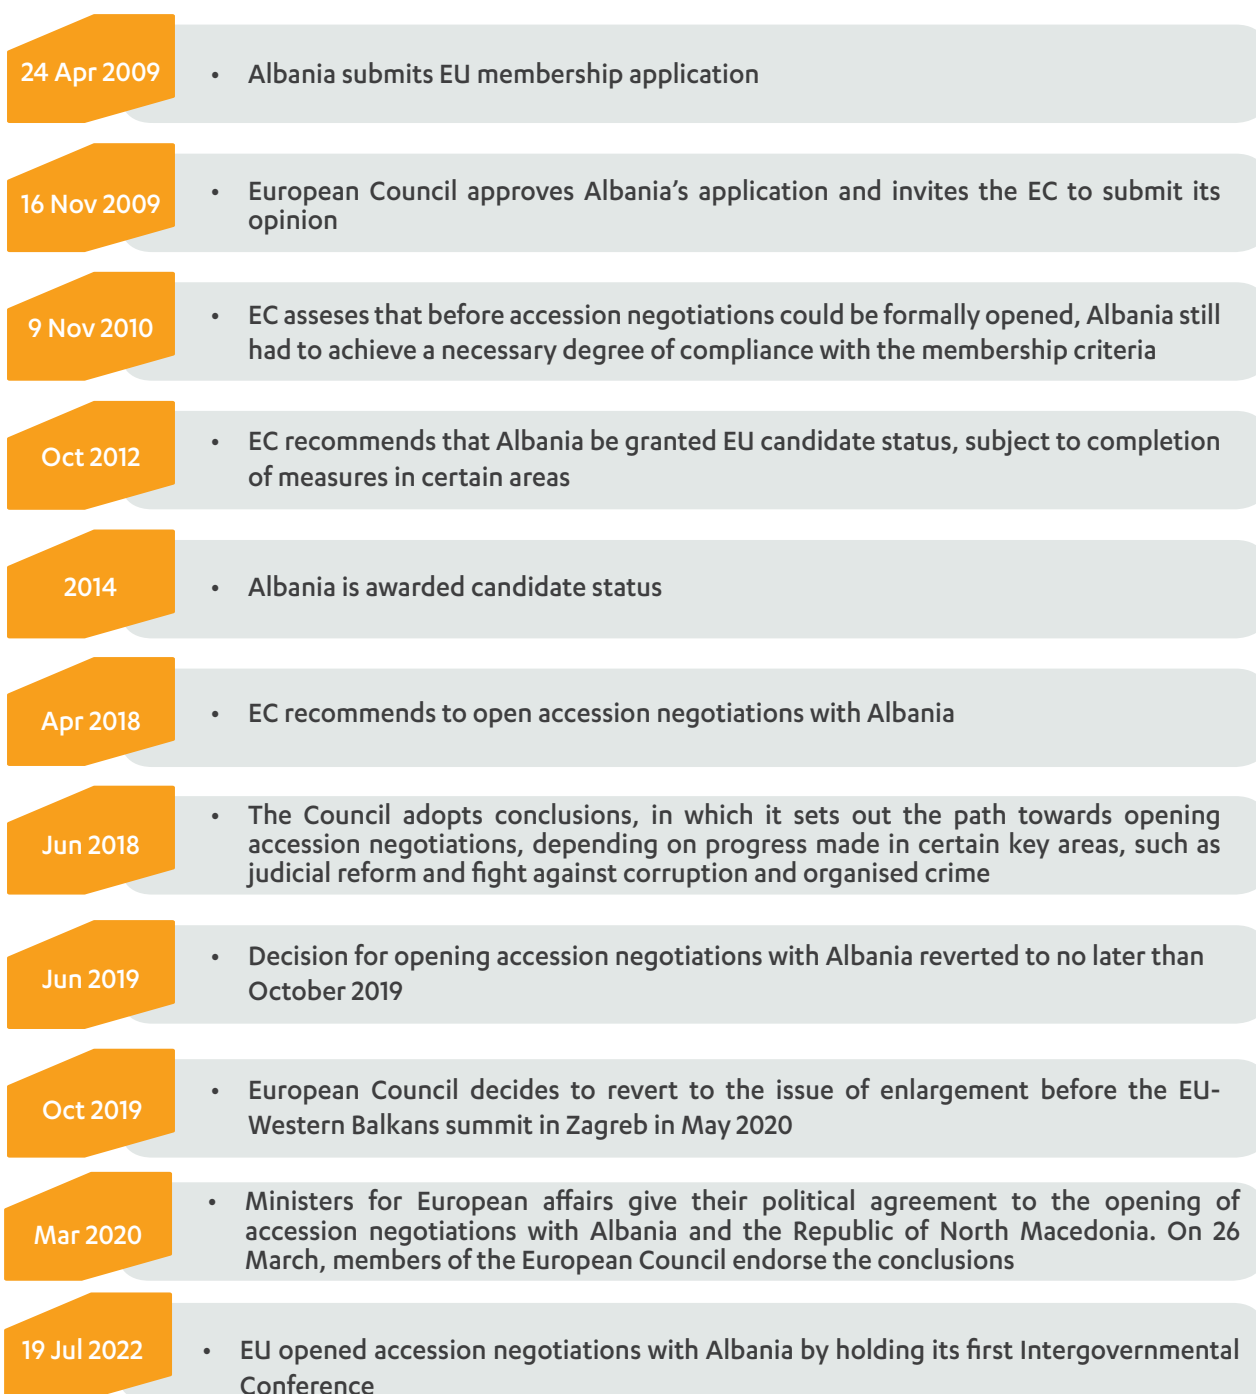 24 Apr 2009
• Albania submits EU membership application
16 Nov 2009
• European Council approves Albania’s application and invites the EC to submit its
opinion
9 Nov 2010
• EC asseses that before accession negotiations could be formally opened, Albania still
had to achieve a necessary degree of compliance with the membership criteria
Oct 2012
• EC recommends that Albania be granted EU candidate status, subject to completion
of measures in certain areas
2014
• Albania is awarded candidate status
Apr 2018
• EC recommends to open accession negotiations with Albania
Jun 2018
• The Council adopts conclusions, in which it sets out the path towards opening
accession negotiations, depending on progress made in certain key areas, such as
judicial reform and fight against corruption and organised crime
Jun 2019
• Decision for opening accession negotiations with Albania reverted to no later than
October 2019
Oct 2019
• European Council decides to revert to the issue of enlargement before the EU-
Western Balkans summit in Zagreb in May 2020
Mar 2020
• Ministers for European affairs give their political agreement to the opening of
accession negotiations with Albania and the Republic of North Macedonia. On 26
March, members of the European Council endorse the conclusions
19 Jul 2022
• EU opened accession negotiations with Albania by holding its first Intergovernmental
Conference